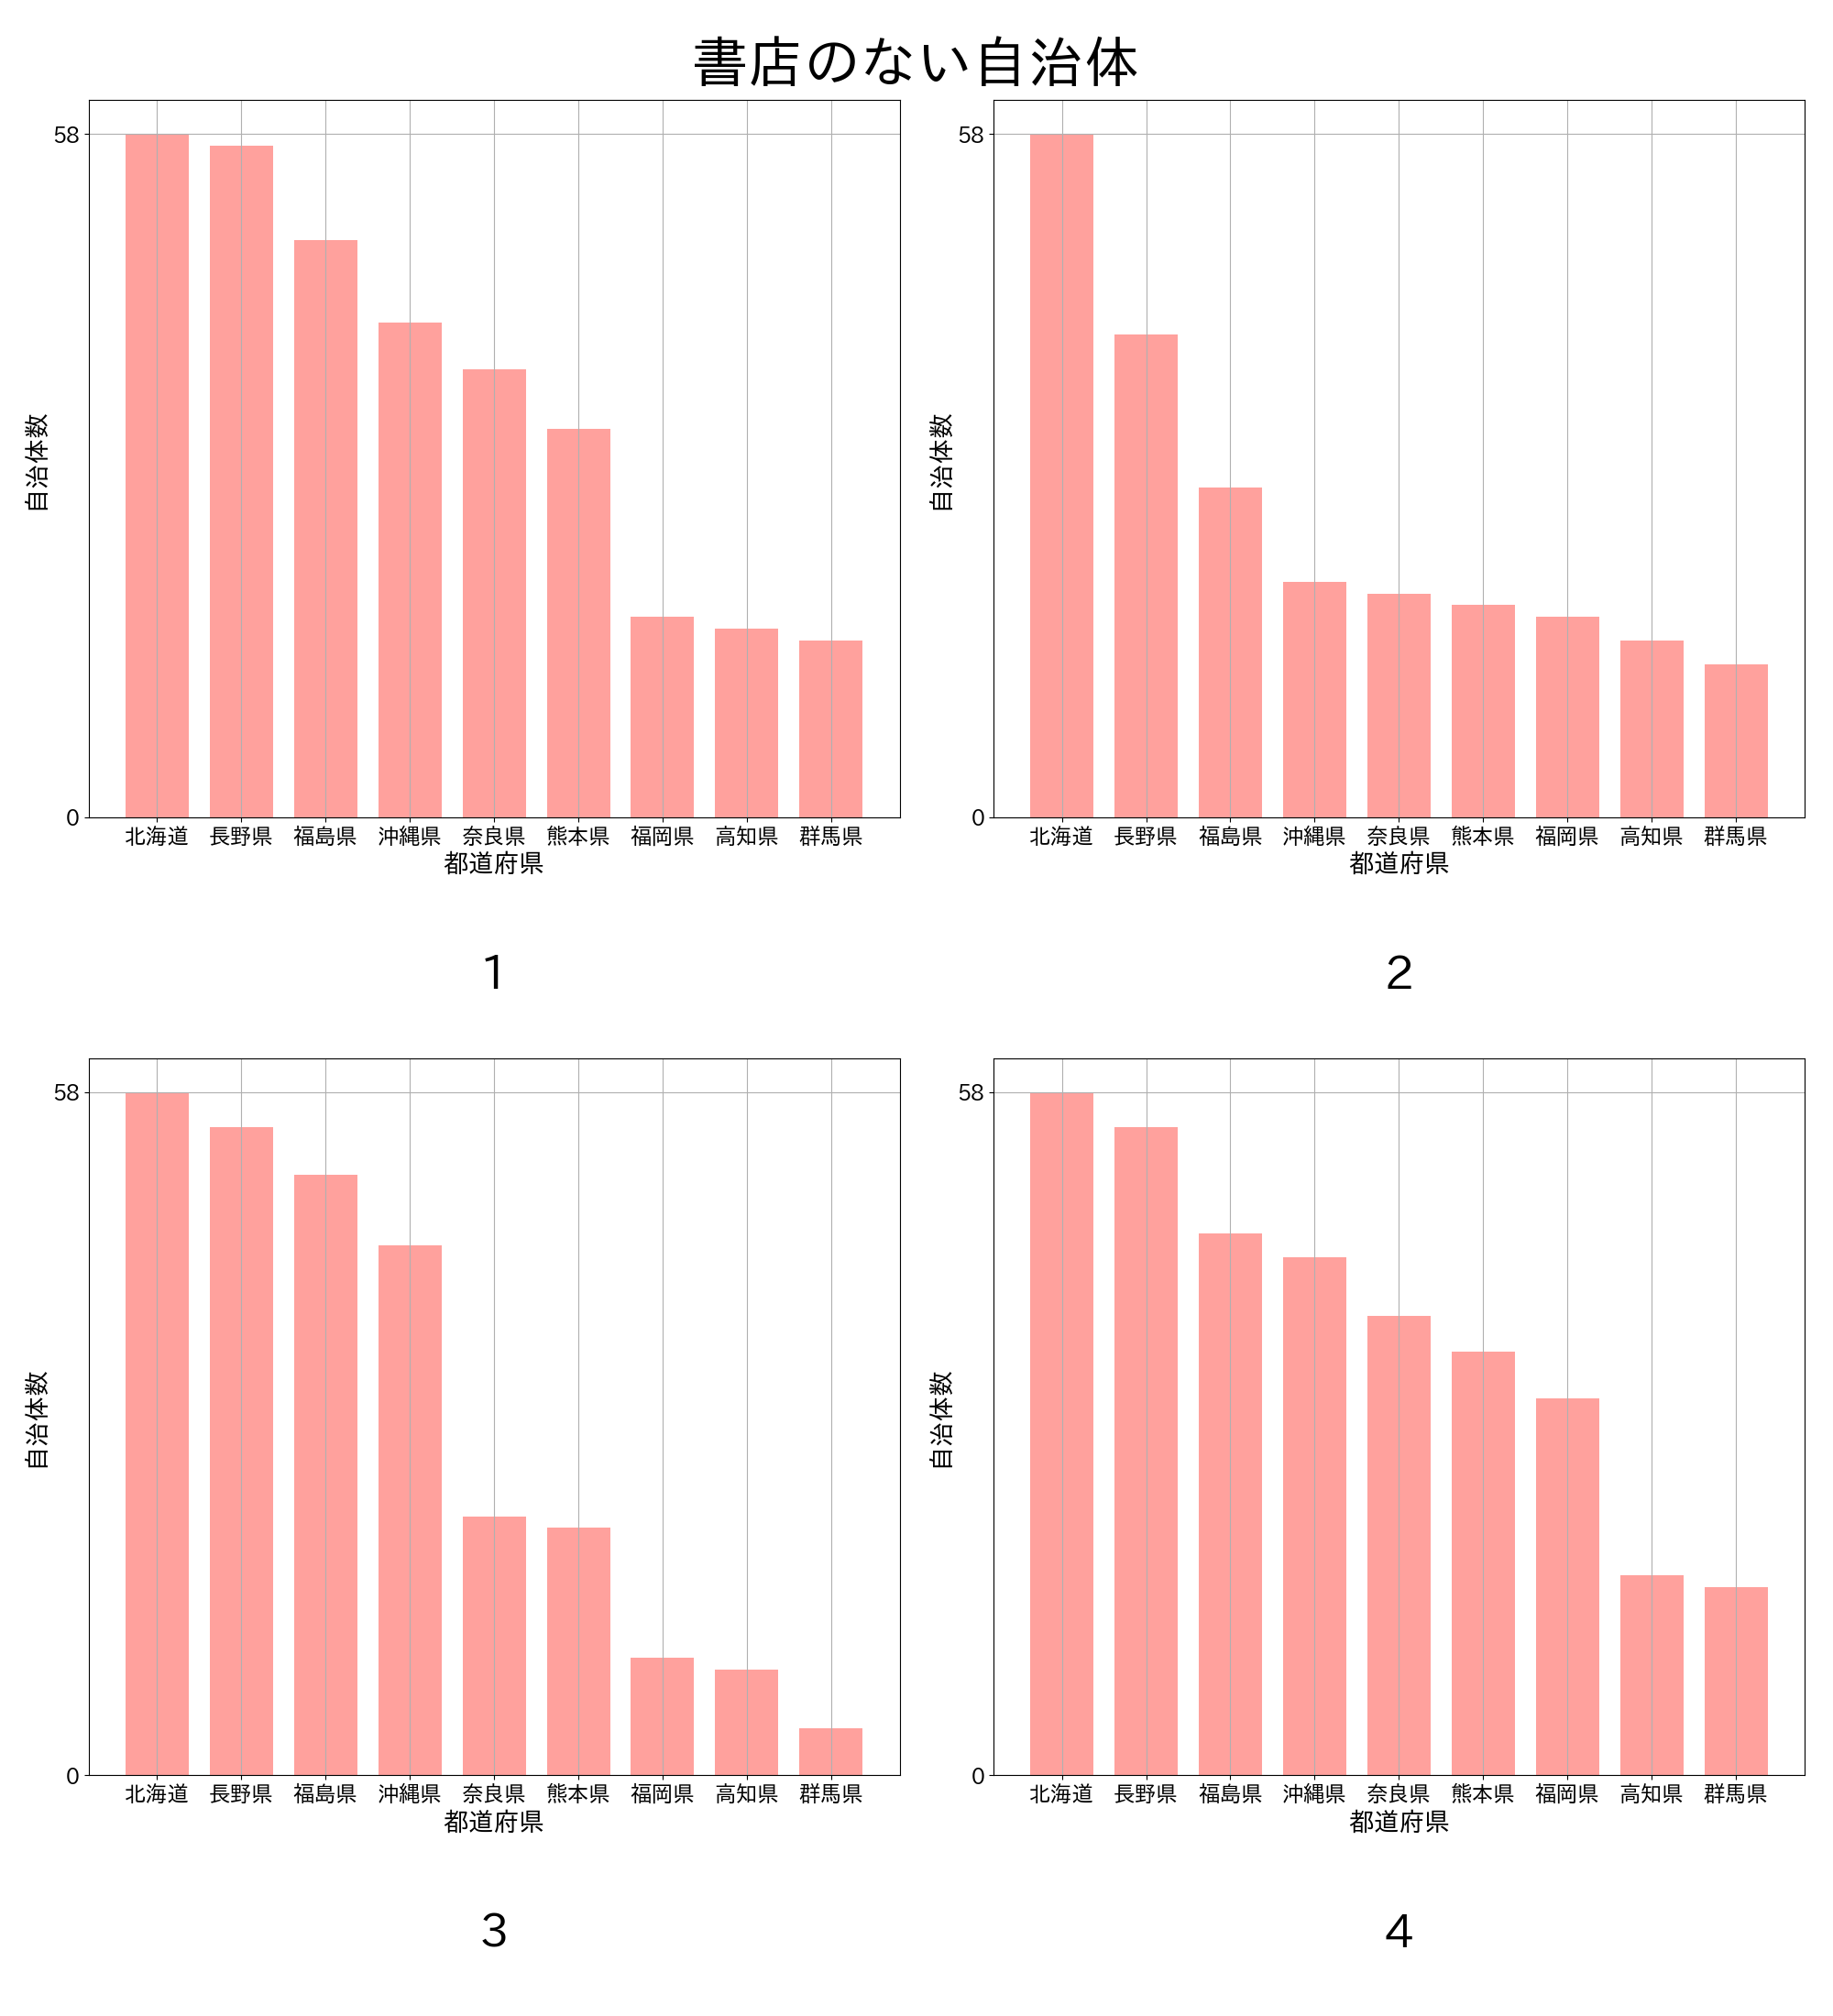 書店のない自治体
58
0
自治体数
北海道 長野県 福島県 沖縄県 奈良県 熊本県 福岡県 高知県 群馬県
都道府県
1
58
0
自治体数
北海道 長野県 福島県 沖縄県 奈良県 熊本県 福岡県 高知県 群馬県
都道府県
2
58
0
自治体数
北海道 長野県 福島県 沖縄県 奈良県 熊本県 福岡県 高知県 群馬県
都道府県
3
58
0
自治体数
北海道 長野県 福島県 沖縄県 奈良県 熊本県 福岡県 高知県 群馬県
都道府県
4